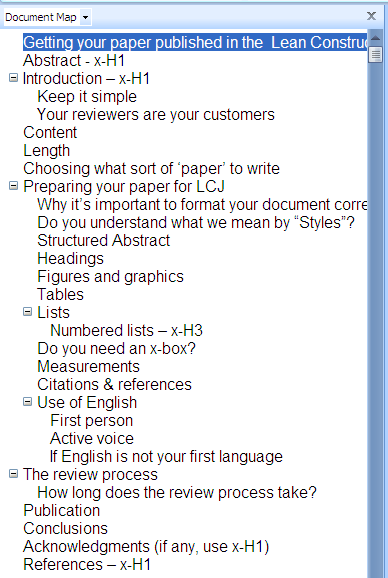 Document Map
Getting your paper published in the Lean Constru
Abstract - x-H1
Introduction – x-H1
Keep it simple
Your reviewers are your customers
Content
Length
Choosing what sort of ‘paper’ to write
Preparing your paper for LCJ
Why it’s important to format your document corre
Do you understand what we mean by “Styles”?
Structured Abstract
Headings
Figures and graphics
Tables
Lists
Numbered lists – x-H3
Do you need an x-box?
Measurements
Citations & references
Use of English
First person
Active voice
If English is not your first language
The review process
How long does the review process take?
Publication
Conclusions
Acknowledgments (if any, use x-H1)
References – x-H1